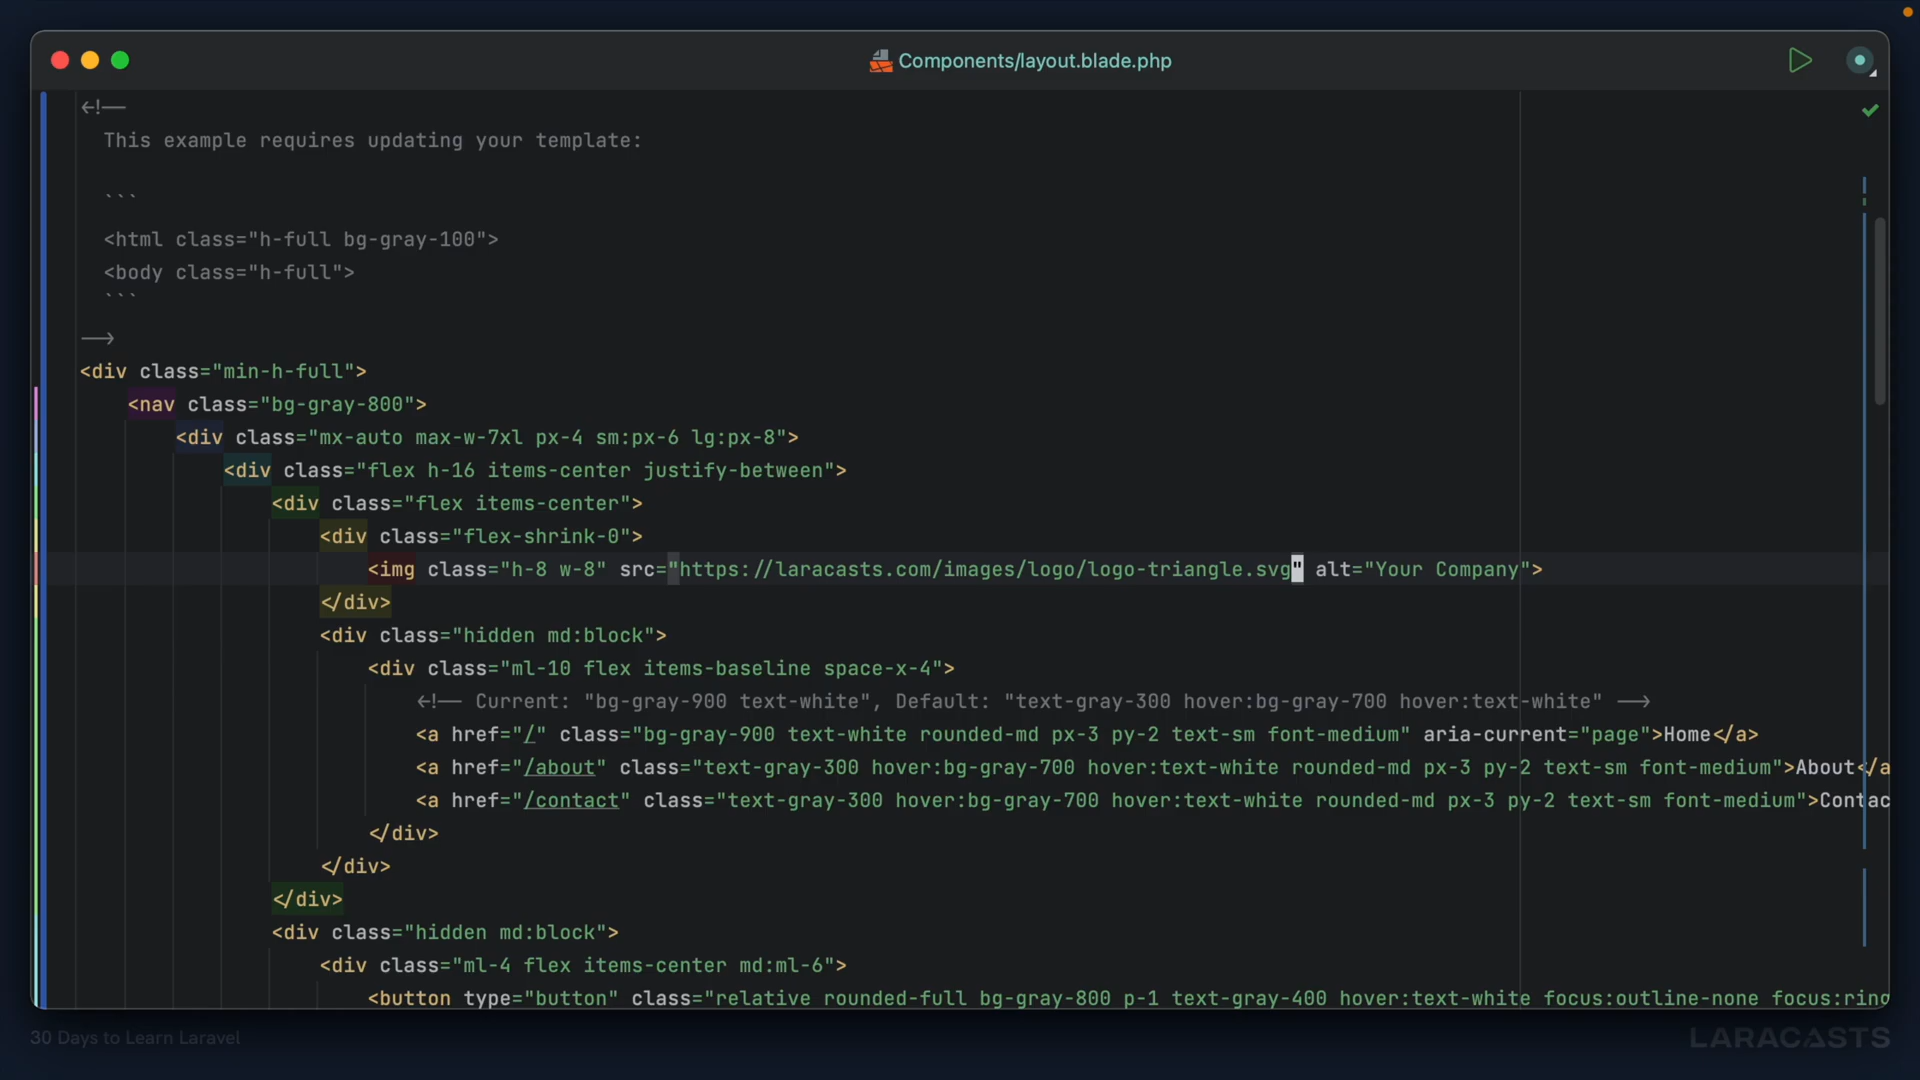 Components/layout.blade.php
<!--
This example requires updating your template:
```
<html class="h-full bg-gray-100">
<body class="h-full">
```
-->
<div class="min-h-full">
<nav class="bg-gray-800">
<div class="mx-auto max-w-7xl px-4 sm:px-6 lg:px-8">
<div class="flex h-16 items-center justify-between">
<div class="flex items-center">
<div class="flex-shrink-0">
<img class="h-8 w-8" src="https://laracasts.com/images/logo/logo-triangle.svg" alt="Your Company">
</div>
<div class="hidden md:block">
<div class="ml-10 flex items-baseline space-x-4">
<!-- Current: "bg-gray-900 text-white", Default: "text-gray-300 hover:bg-gray-700 hover:text-white" -->
<a href="/" class="bg-gray-900 text-white rounded-md px-3 py-2 text-sm font-medium" aria-current="page">Home</a>
<a href="/about" class="text-gray-300 hover:bg-gray-700 hover:text-white rounded-md px-3 py-2 text-sm font-medium">About</a
<a href="/contact" class="text-gray-300 hover:bg-gray-700 hover:text-white rounded-md px-3 py-2 text-sm font-medium">Contac
</div>
</div>
</div>
<div class="hidden md:block">
<div class="ml-4 flex items-center md:ml-6">
<button type="button" class="relative rounded-full bg-gray-800 p-1 text-gray-400 hover:text-white focus:outline-none focus:ring
30 Days to Learn Laravel
LARACASTS